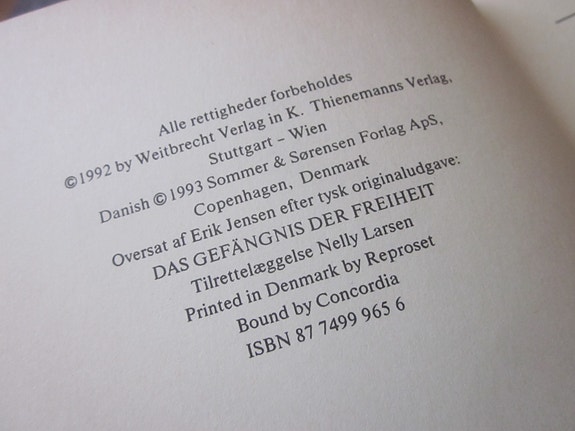 Alle rettigheder forbeholdes
©1992 by Weitbrecht Verlag in K. Thienemanns Verlag,
Stuttgart – Wien
Danish ©1993 Sommer & Sørensen Forlag ApS,
Copenhagen, Denmark
Oversat af Erik Jensen efter tysk originaludgave:
DAS GEFÄNGNIS DER FREIHEIT
Tilrettelæggelse Nelly Larsen
Printed in Denmark by Reproset
Bound by Concordia
ISBN 87 7499 965 6